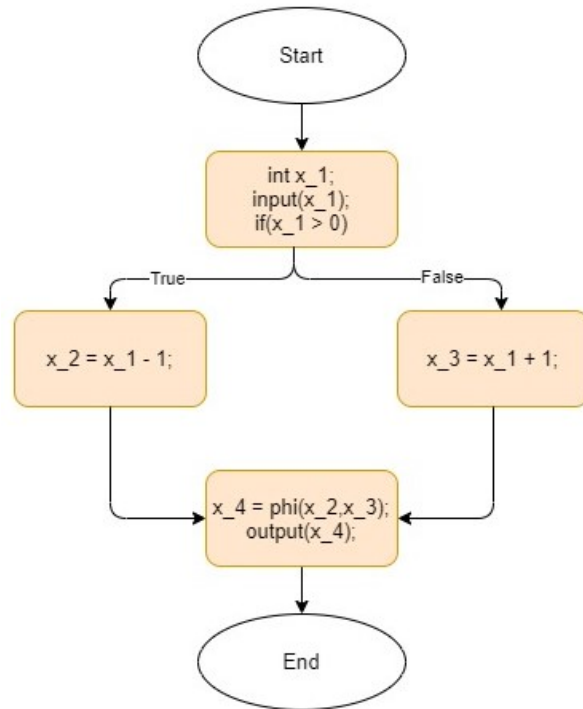 Start
int x_1;
input(x_1);
if(x_1 > 0)
True
False
x_2 = x_1 - 1;
x_3 = x_1 + 1;
x_4 = phi(x_2,x_3);
output(x_4);
End